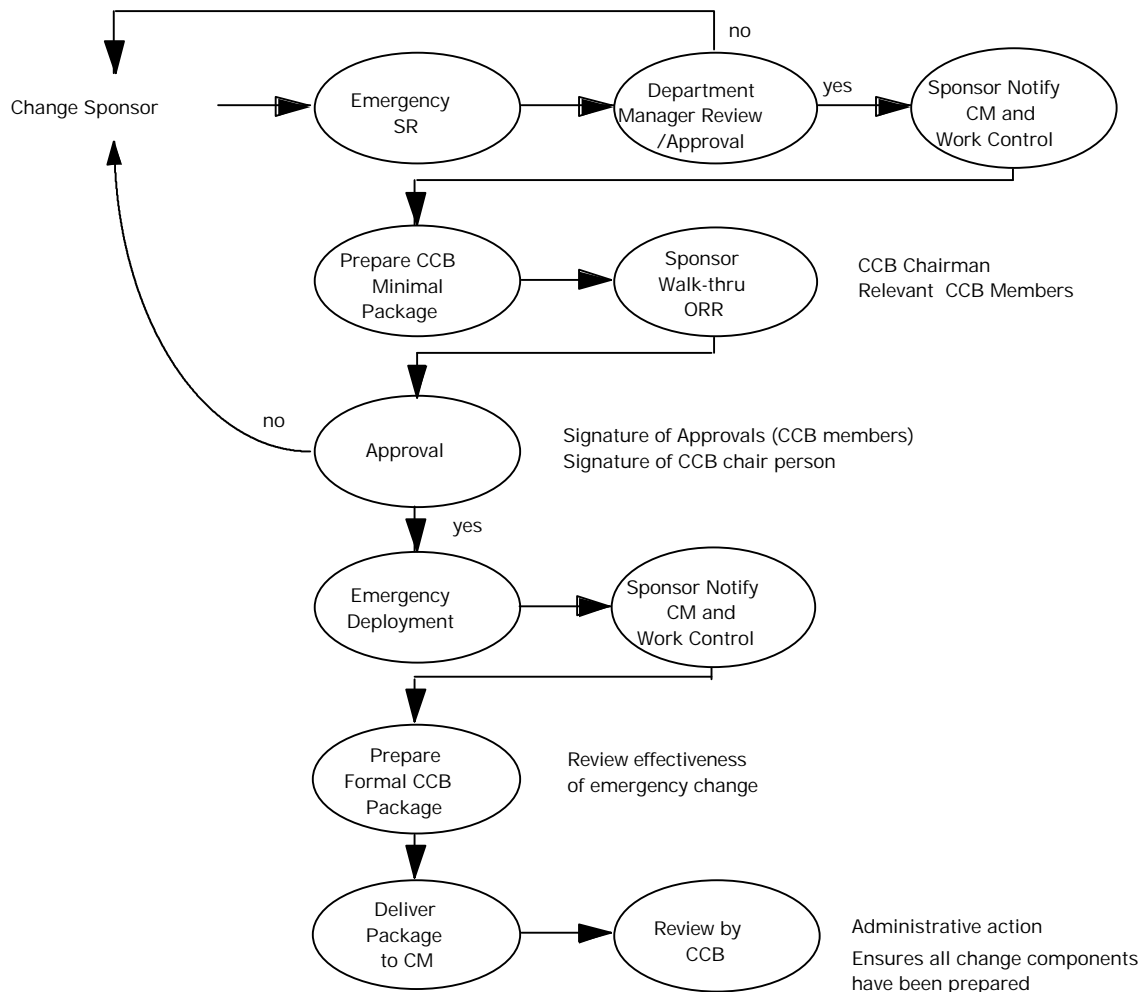 no
Change Sponsor
Emergency
SR
Department
Manager Review
/Approval
yes
Sponsor Notify
CM and
Work Control
Prepare CCB
Minimal
Package
Sponsor
Walk-thru
ORR
CCB Chairman
Relevant CCB Members
no
Approval
Signature of Approvals (CCB members)
Signature of CCB chair person
yes
Emergency
Deployment
Sponsor Notify
CM and
Work Control
Prepare
Formal CCB
Package
Review effectiveness
of emergency change
Deliver
Package
to CM
Review by
CCB
Administrative action
Ensures all change components
have been prepared